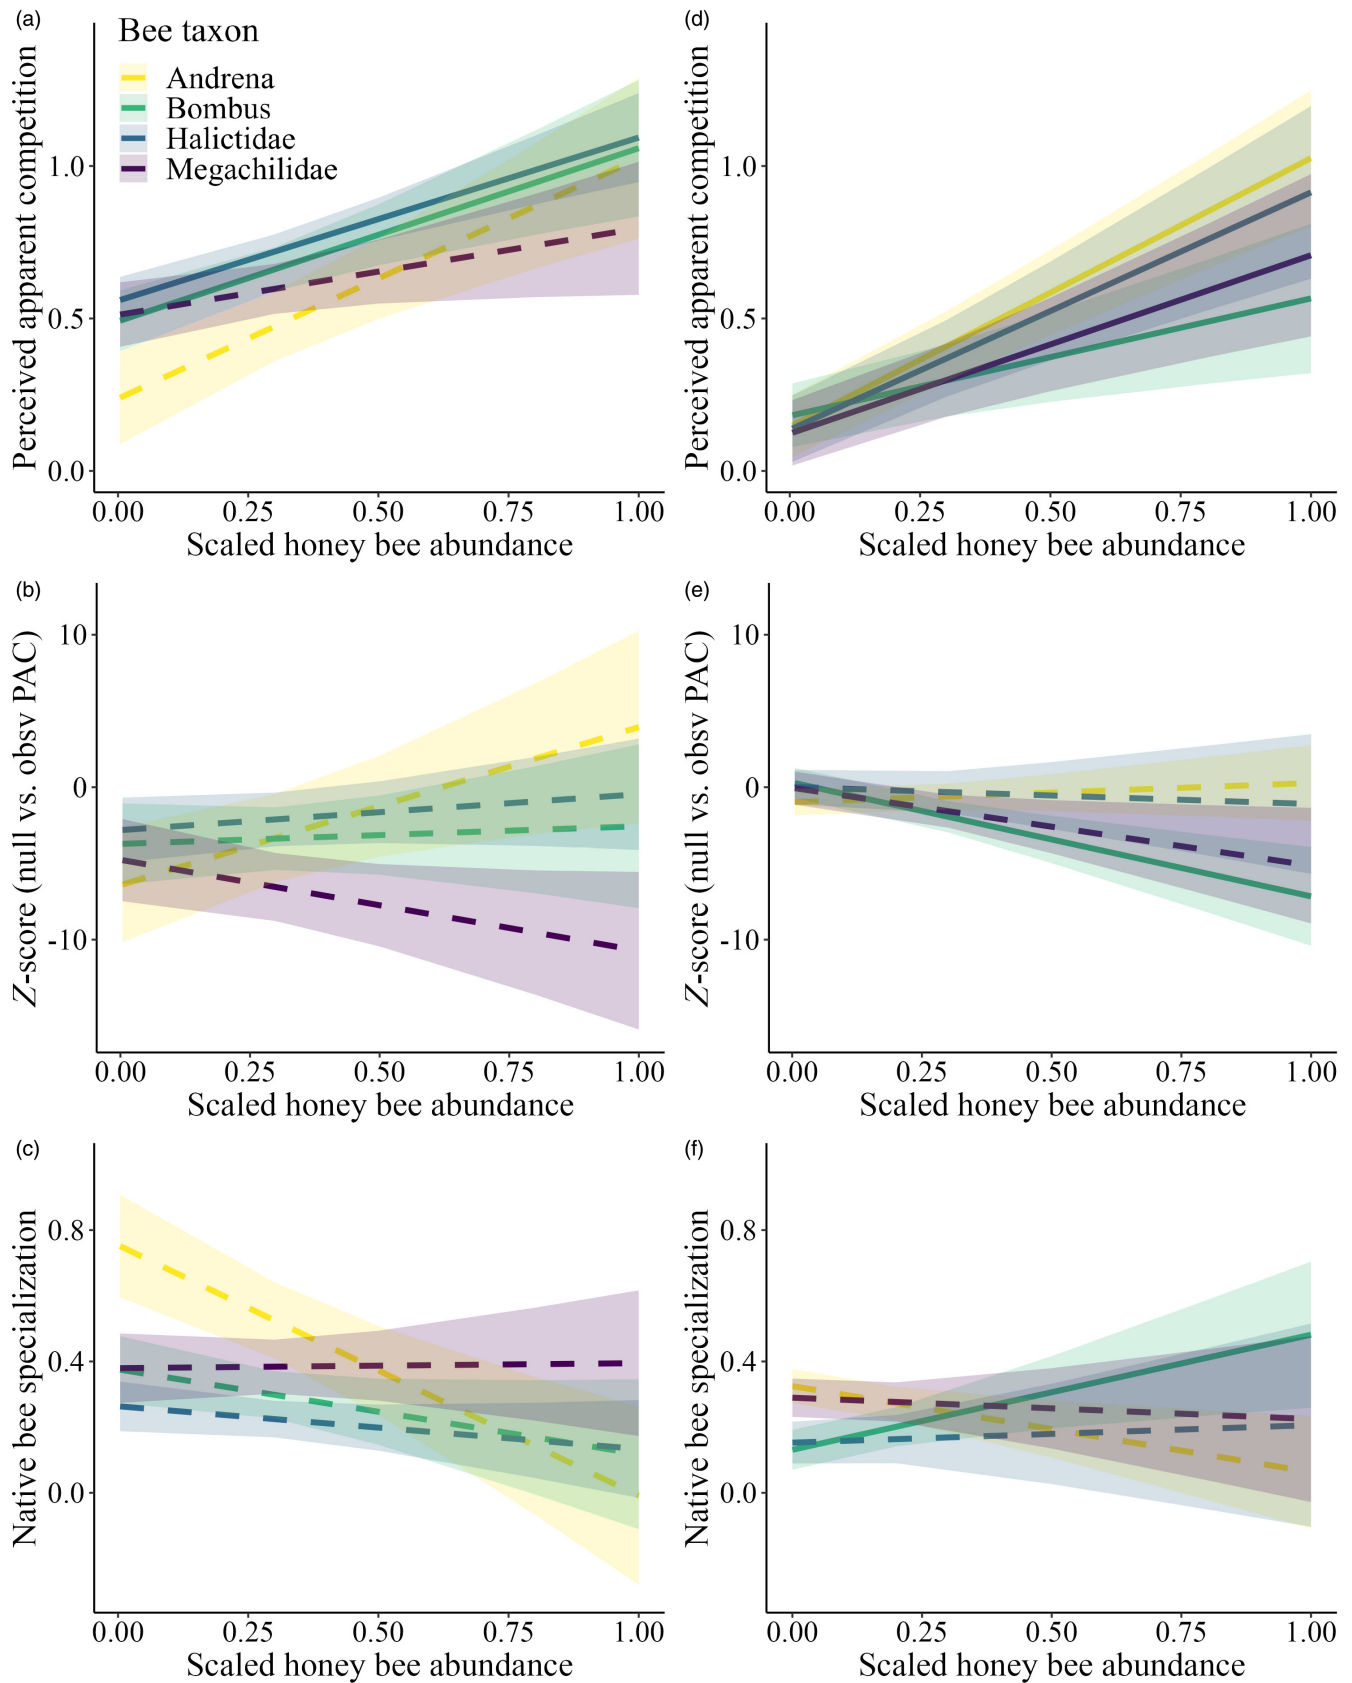 (a)
Bee taxon
Andrena
Bombus
Halictidae
Megachilidae
Perceived apparent competition
1.0
0.5
0.0
0.00 0.25 0.50 0.75 1.00
Scaled honey bee abundance
(d)
Perceived apparent competition
1.0
0.5
0.0
0.00 0.25 0.50 0.75 1.00
Scaled honey bee abundance
(b)
Z-score (null vs. obsv PAC)
10
0
-10
0.00 0.25 0.50 0.75 1.00
Scaled honey bee abundance
(e)
Z-score (null vs. obsv PAC)
10
0
-10
0.00 0.25 0.50 0.75 1.00
Scaled honey bee abundance
(c)
Native bee specialization
0.8
0.4
0.0
0.00 0.25 0.50 0.75 1.00
Scaled honey bee abundance
(f)
Native bee specialization
0.8
0.4
0.0
0.00 0.25 0.50 0.75 1.00
Scaled honey bee abundance